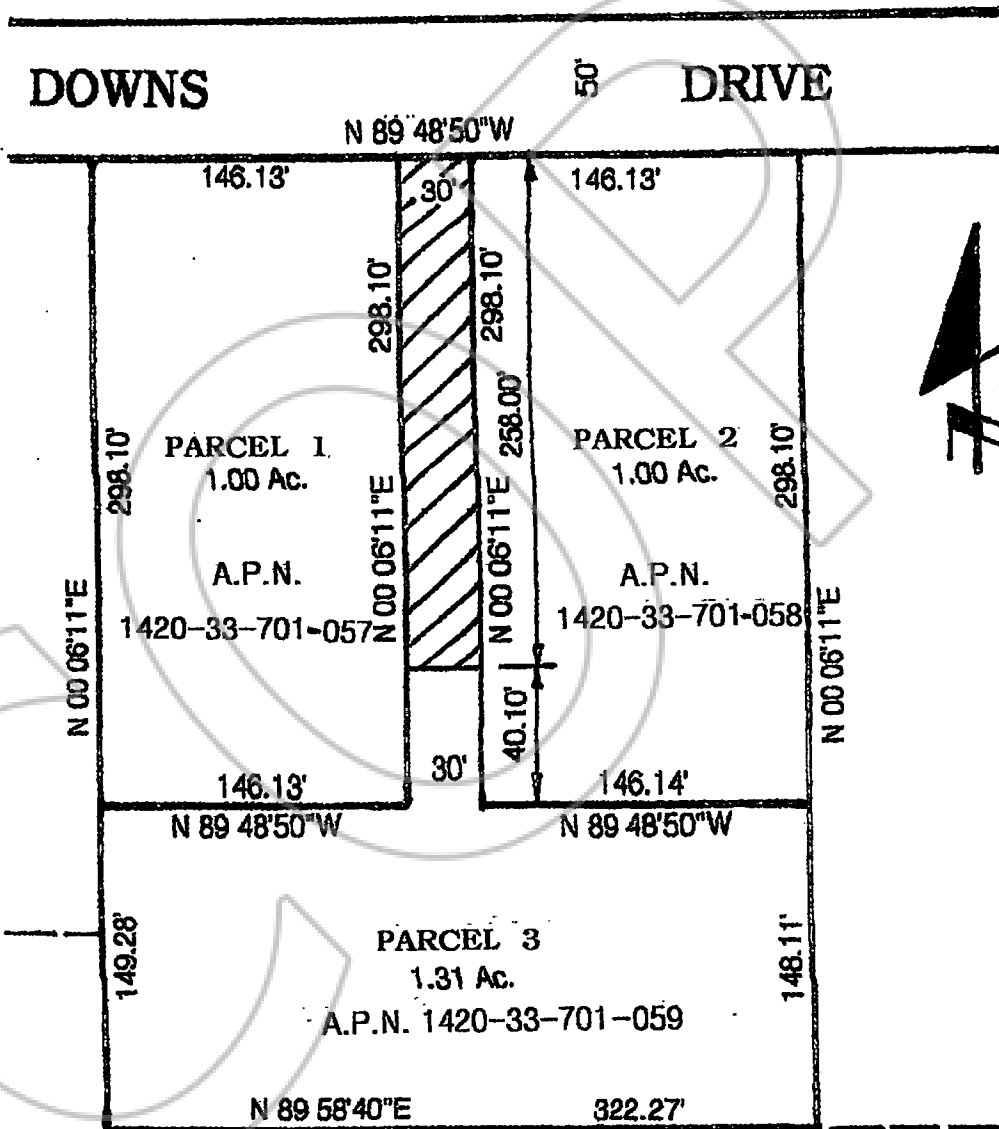 DOWNS
50'
DRIVE
N 89 48'50"W
146.13'
30'
146.13'
298.10'
298.10'
258.00'
298.10'
PARCEL 1
1.00 Ac.
PARCEL 2
1.00 Ac.
298.10'
N 00 06'11"E
N 00 06'11"E
A.P.N.
1420-33-701-057
A.P.N.
1420-33-701-058
N 00 06'11"E
N 00 06'11"E
40.10'
30'
146.13'
N 89 48'50"W
146.14'
N 89 48'50"W
149.28'
PARCEL 3
1.31 Ac.
A.P.N. 1420-33-701-059
148.11'
N 89 58'40"E
322.27'
COP